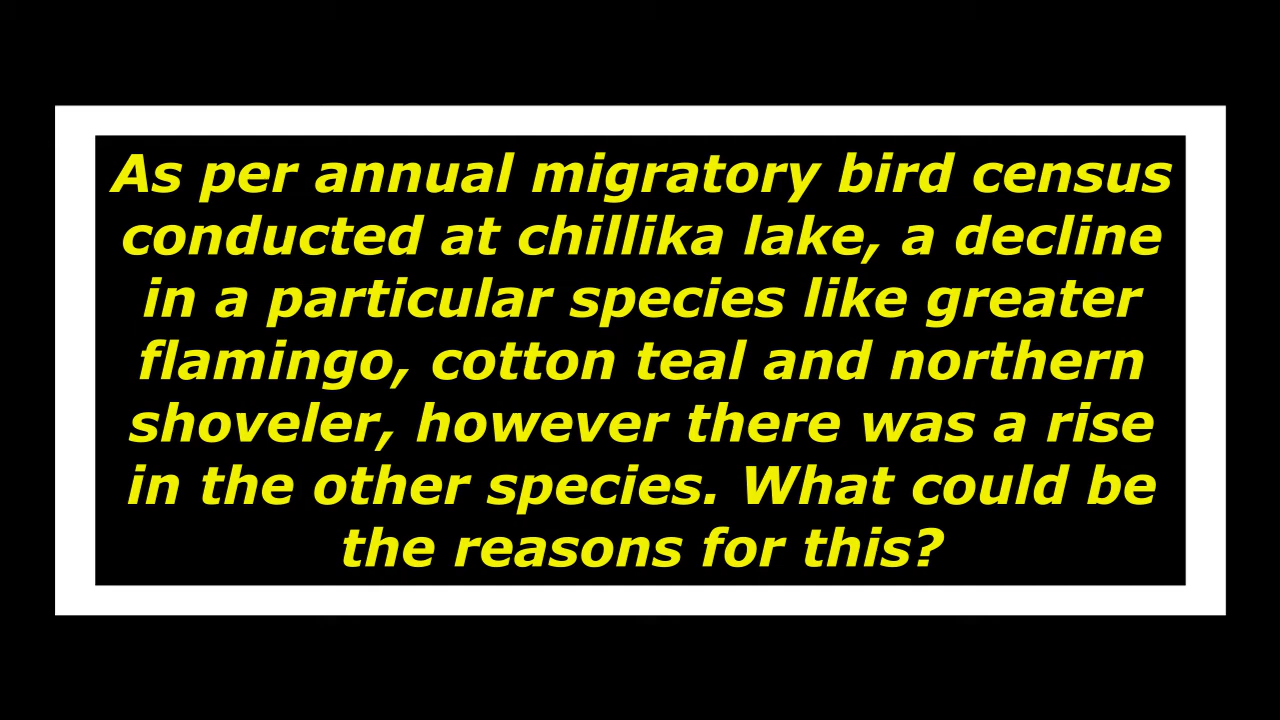 As per annual migratory bird census
conducted at chillika lake, a decline
in a particular species like greater
flamingo, cotton teal and northern
shoveler, however there was a rise
in the other species. What could be
the reasons for this?